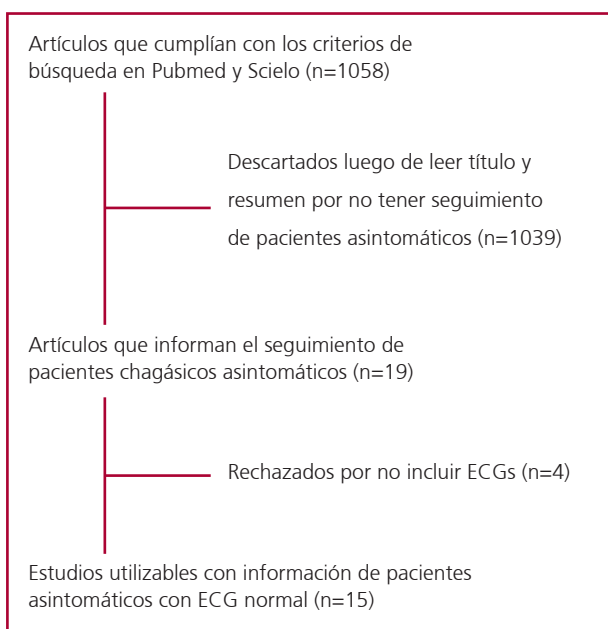 Artículos que cumplían con los criterios de
búsqueda en Pubmed y Scielo (n=1058)
Descartados luego de leer título y
resumen por no tener seguimiento
de pacientes asintomáticos (n=1039)
Artículos que informan el seguimiento de
pacientes chagásicos asintomáticos (n=19)
Rechazados por no incluir ECGs (n=4)
Estudios utilizables con información de pacientes
asintomáticos con ECG normal (n=15)